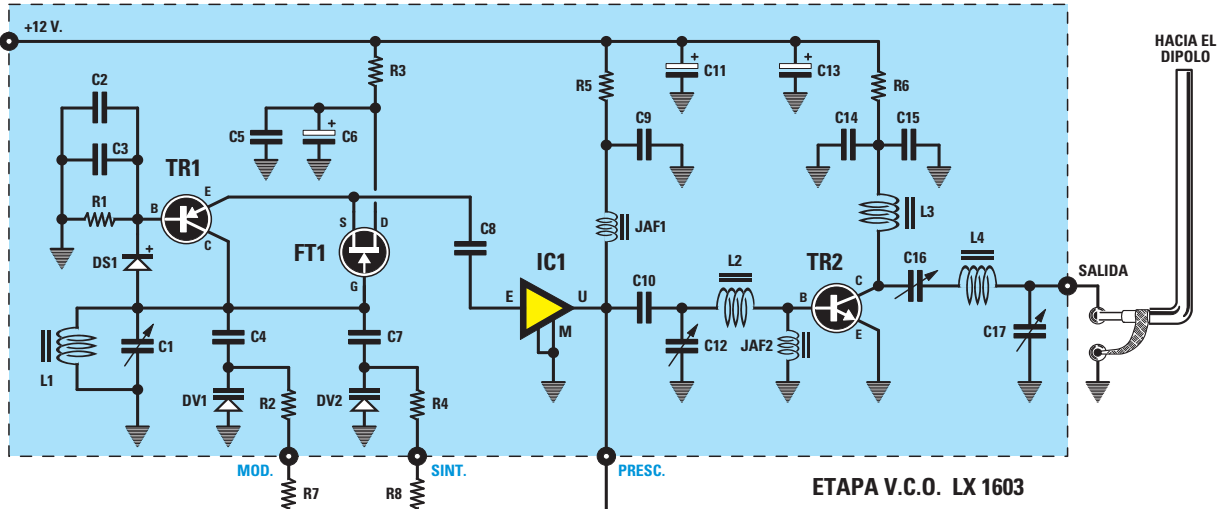 +12 V.
HACIA EL
DIPOLO
R3
C11
C13
R5
R6
C2
C5
C6
C9
C14
C15
C3
TR1
E
R1
B
S
D
C8
JAF1
L3
C
FT1
L4
DS1
IC1
C10
L2
TR2
C16
SALIDA
G
E
U
B
C
M
C1
C4
C7
C12
JAF2
E
C17
L1
DV1
R2
DV2
R4
MOD.
SINT.
PRESC.
R7
R8
ETAPA V.C.O. LX 1603
+
+
+
+